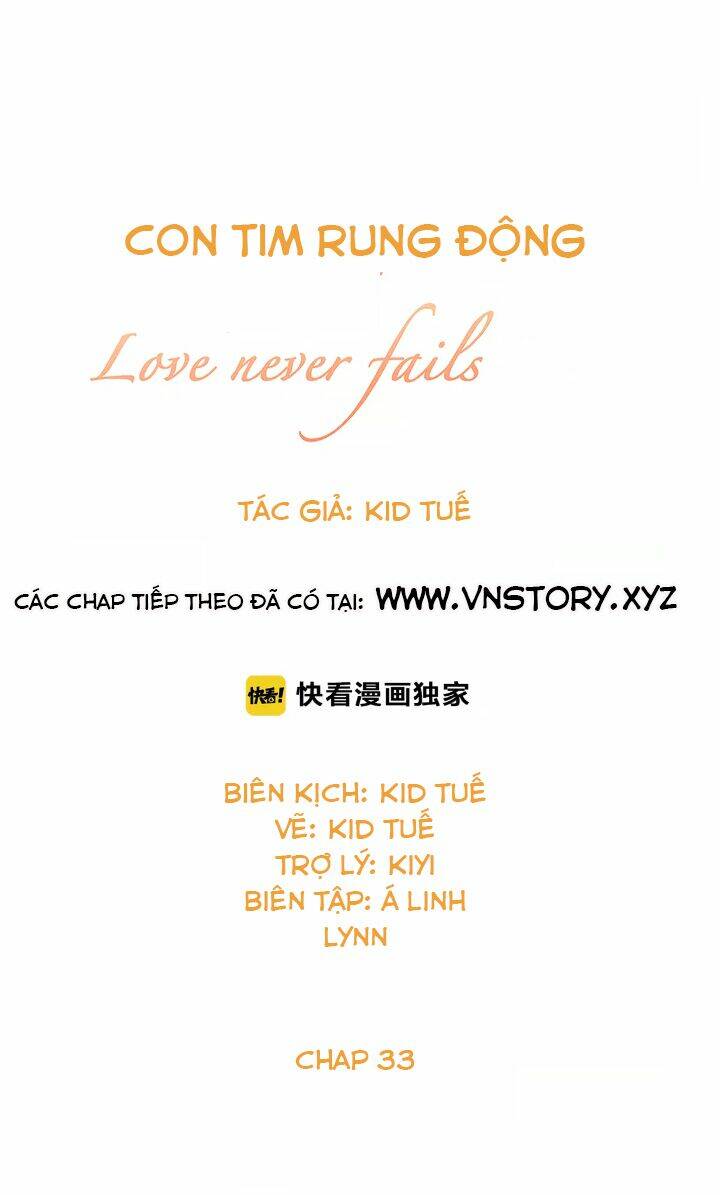 CON TIM RUNG ĐỘNG
Love never fails
TÁC GIẢ: KID TUẾ
CÁC CHAP TIẾP THEO ĐÃ CÓ TẠI: WWW.VNSTORY.XYZ
快看! 快看漫画独家
BIÊN KỊCH: KID TUẾ
VẼ: KID TUẾ
TRỢ LÝ: KIYI
BIÊN TẬP: Á LINH
LYNN
CHAP 33